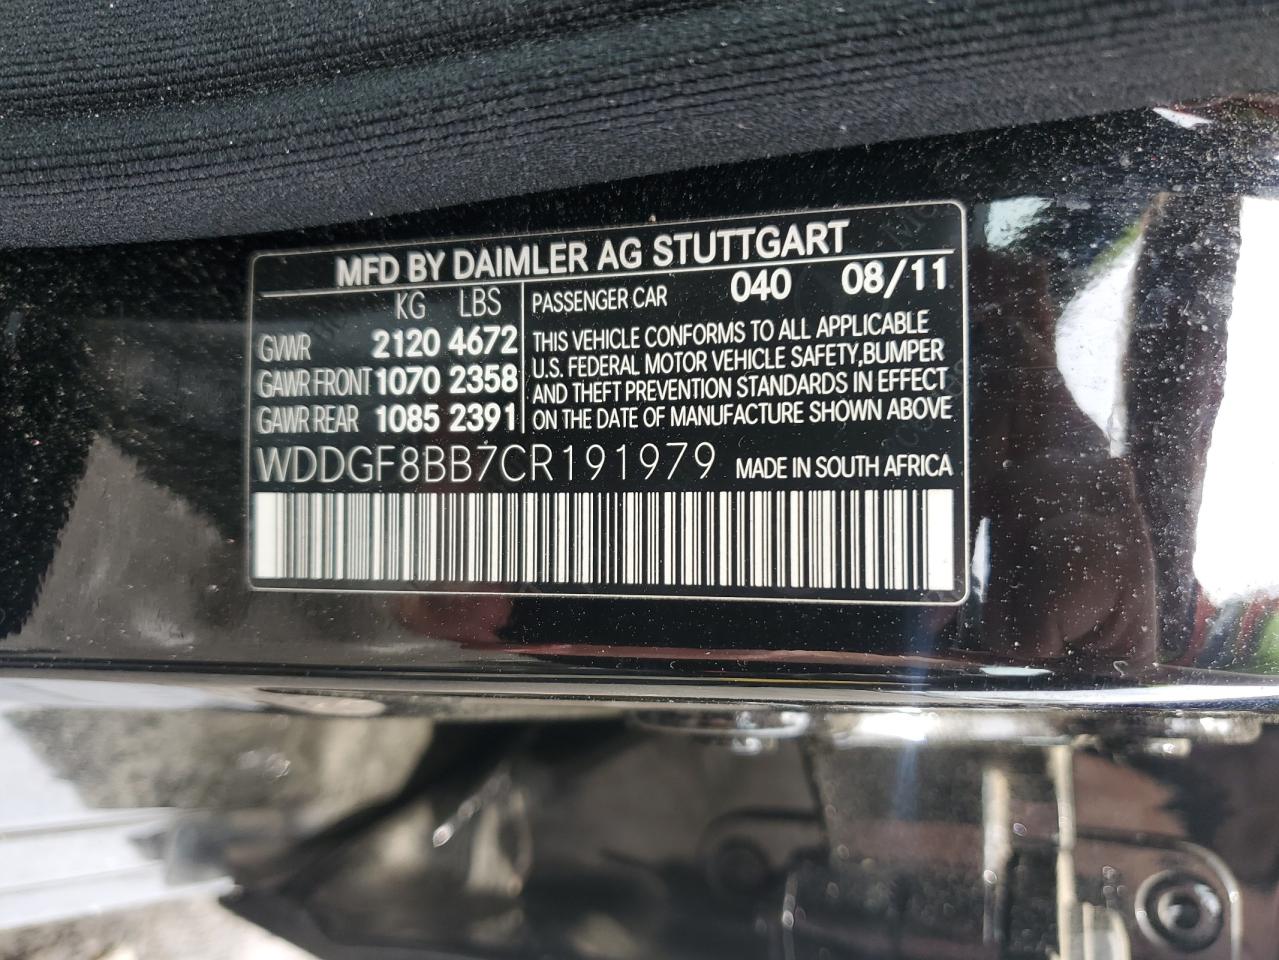 MFD BY DAIMLER AG STUTTGART
KG LBS
GVWR 2120 4672
GAWR FRONT 1070 2358
GAWR REAR 1085 2391
PASSENGER CAR 040 08/11
THIS VEHICLE CONFORMS TO ALL APPLICABLE
U.S. FEDERAL MOTOR VEHICLE SAFETY,BUMPER
AND THEFT PREVENTION STANDARDS IN EFFECT
ON THE DATE OF MANUFACTURE SHOWN ABOVE
WDDGF8BB7CR191979 MADE IN SOUTH AFRICA